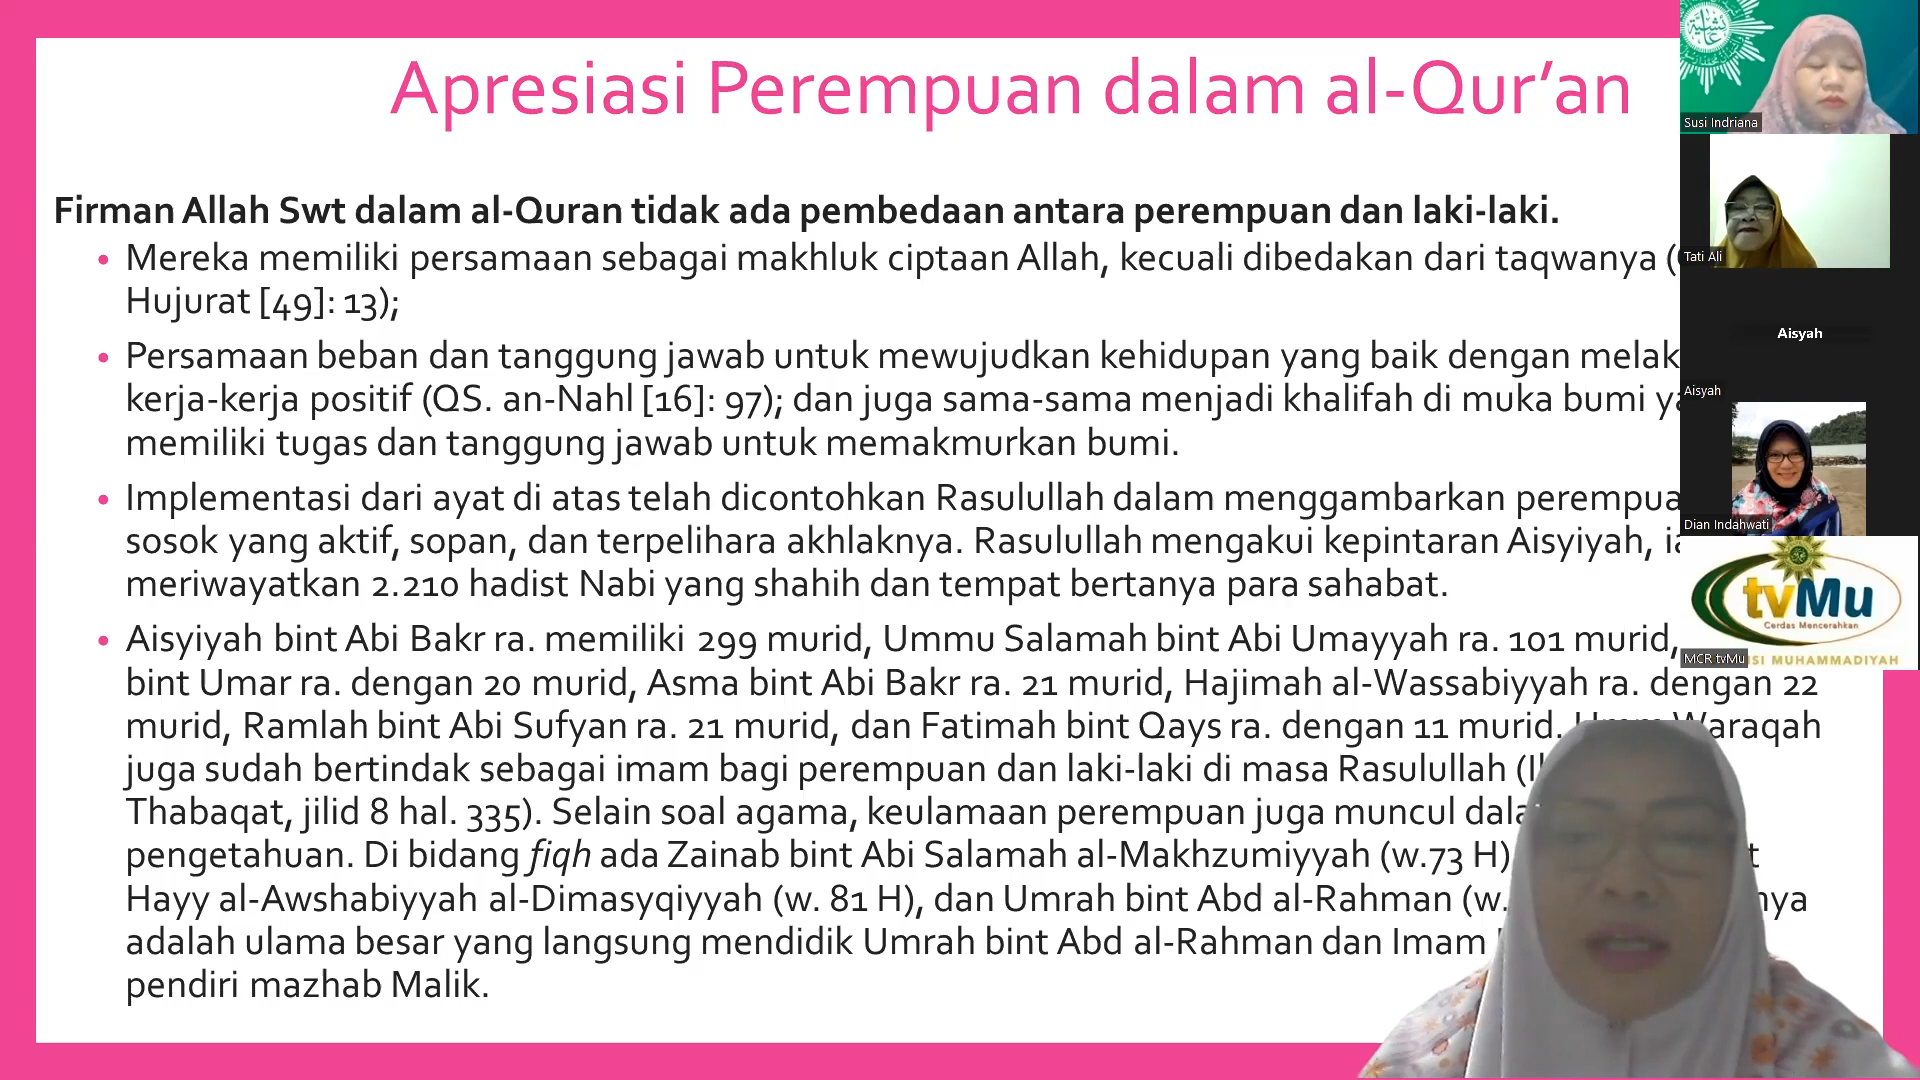 Apresiasi Perempuan dalam al-Qur’an
Firman Allah Swt dalam al-Quran tidak ada pembedaan antara perempuan dan laki-laki.
• Mereka memiliki persamaan sebagai makhluk ciptaan Allah, kecuali dibedakan dari taqwanya
Hujurat [49]: 13);
• Persamaan beban dan tanggung jawab untuk mewujudkan kehidupan yang baik dengan
kerja-kerja positif (QS. an-Nahl [16]: 97); dan juga sama-sama menjadi khalifah di muka bumi
memiliki tugas dan tanggung jawab untuk memakmurkan bumi.
• Implementasi dari ayat di atas telah dicontohkan Rasulullah dalam menggambarkan
sosok yang aktif, sopan, dan terpelihara akhlaknya. Rasulullah mengakui kepintaran Aisyiyah,
meriwayatkan 2.210 hadist Nabi yang shahih dan tempat bertanya para sahabat.
• Aisyiyah bint Abi Bakr ra. memiliki 299 murid, Ummu Salamah bint Abi Umayyah ra. 101 murid,
bint Umar ra. dengan 20 murid, Asma bint Abi Bakr ra. 21 murid, Hajimah al-Wassabiyyah ra. dengan 22
murid, Ramlah bint Abi Sufyan ra. 21 murid, dan Fatimah bint Qays ra. dengan 11 murid. Waraqah
juga sudah bertindak sebagai imam bagi perempuan dan laki-laki di masa Rasulullah
Thabaqat, jilid 8 hal. 335). Selain soal agama, keulamaan perempuan juga muncul
pengetahuan. Di bidang fiqh ada Zainab bint Abi Salamah al-Makhzumiyyah (w.73 H)
Hayy al-Awshabiyyah al-Dimasyqiyyah (w. 81 H), dan Umrah bint Abd al-Rahman (w.
adalah ulama besar yang langsung mendidik Umrah bint Abd al-Rahman dan Imam
pendiri mazhab Malik.
Susi Indriana
Tati Ali
Aisyah
Aisyah
Dian Indahwati
tvMu
Cerdas Mencerahkan
MUHAMMADIYAH
MCR tvMu